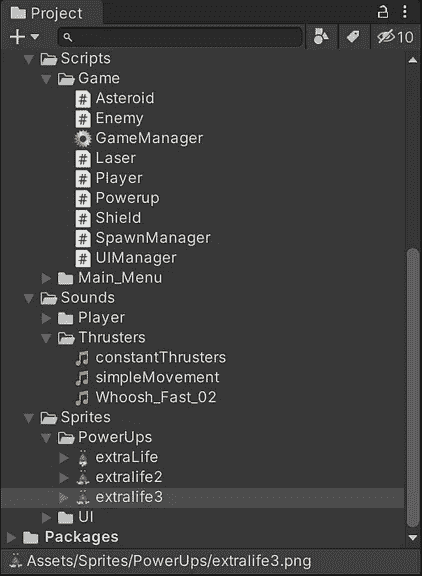 Project
10
Scripts
Game
Asteroid
Enemy
GameManager
Laser
Player
Powerup
Shield
SpawnManager
UIManager
Main_Menu
Sounds
Player
Thrusters
constantThrusters
simpleMovement
Whoosh_Fast_02
Sprites
PowerUps
extraLife
extralife2
extralife3
UI
Packages
Assets/Sprites/PowerUps/extralife3.png